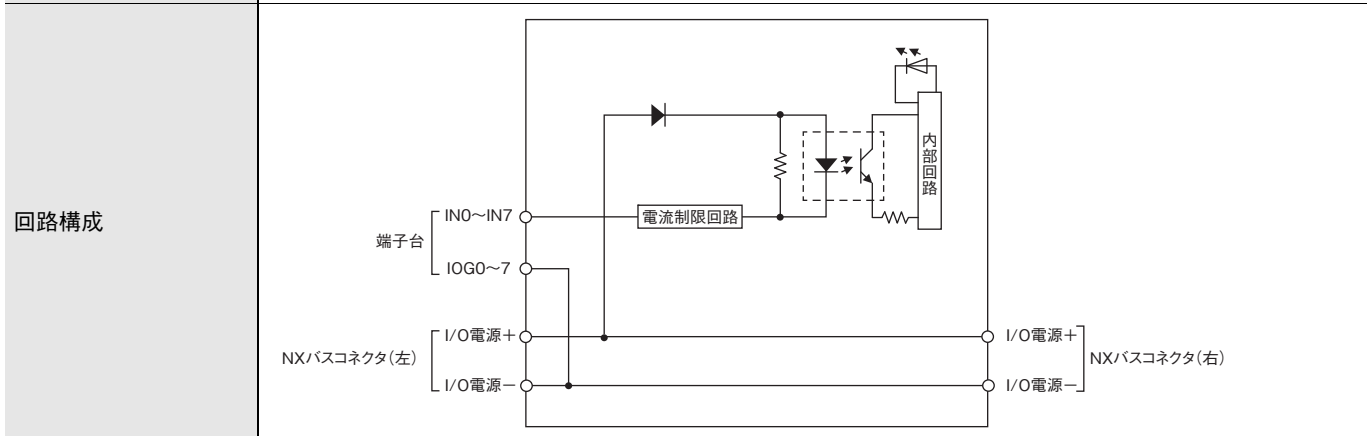 回路構成
内部回路
IN0～IN7
電流制限回路
端子台
IOG0～7
I/O電源＋
I/O電源＋
NXバスコネクタ(左)
NXバスコネクタ(右)
I/O電源－
I/O電源－